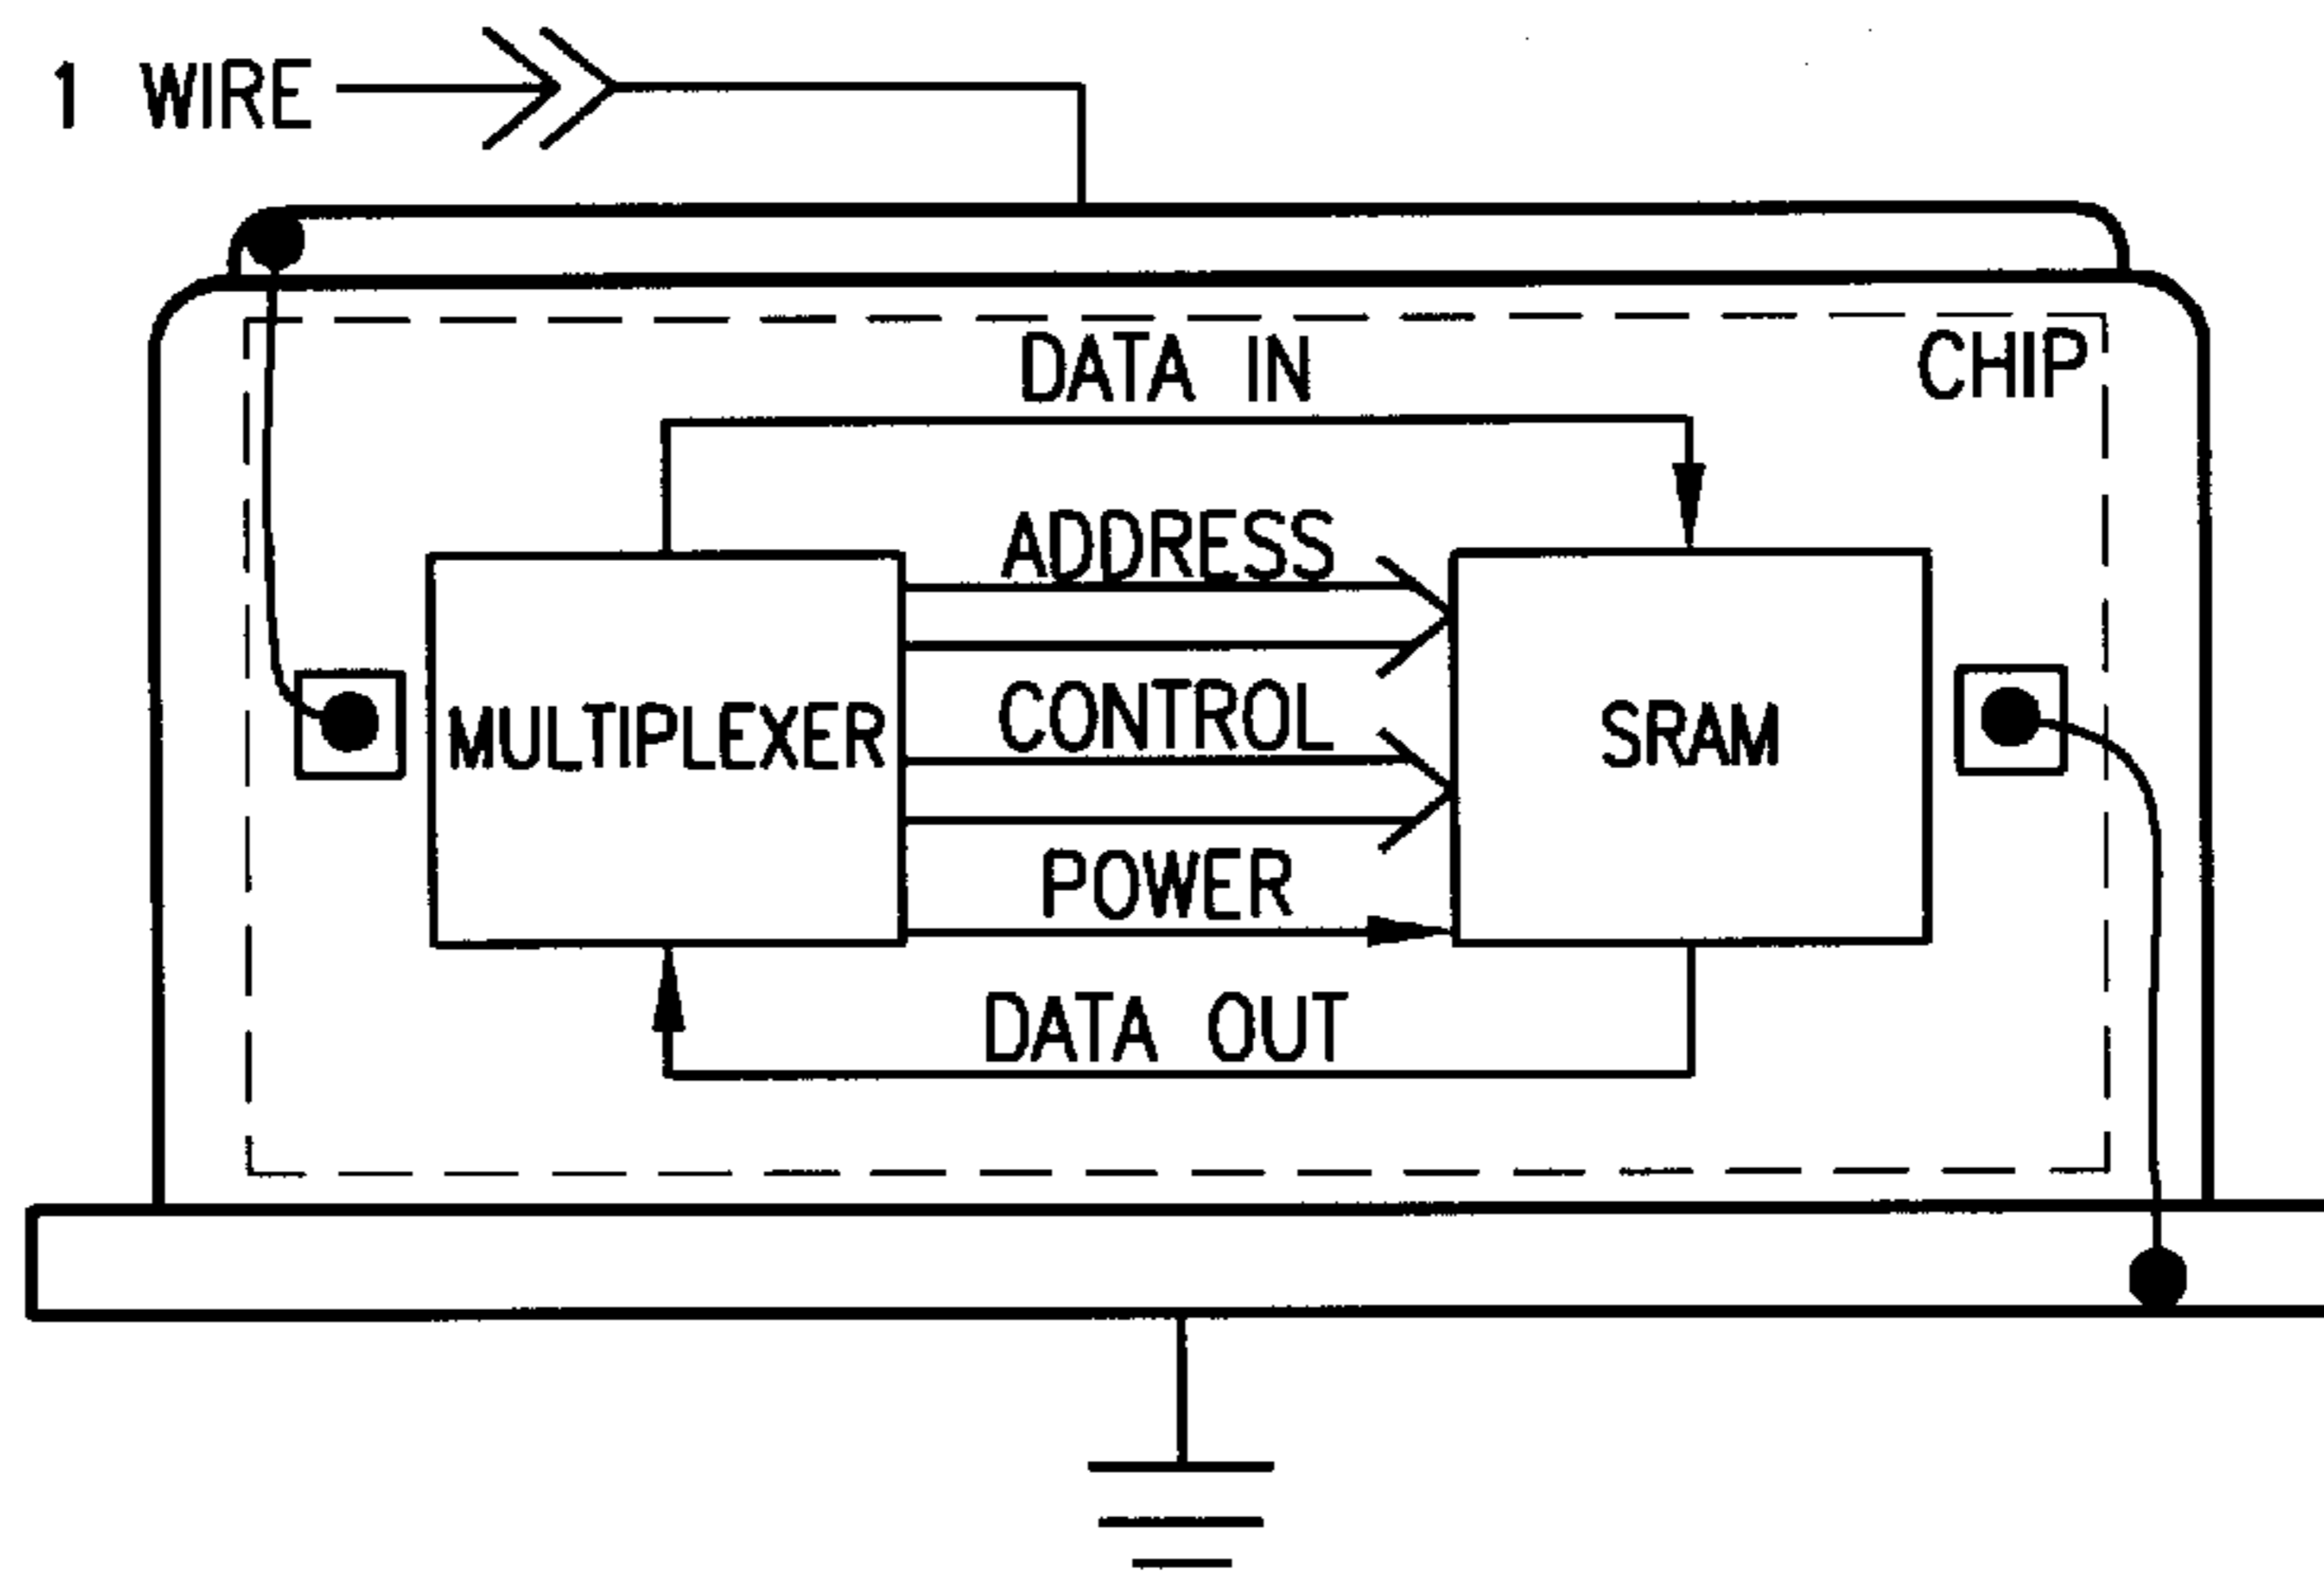 1 WIRE
DATA IN
CHIP
ADDRESS
CONTROL
MULTIPLEXER
SRAM
POWER
DATA OUT